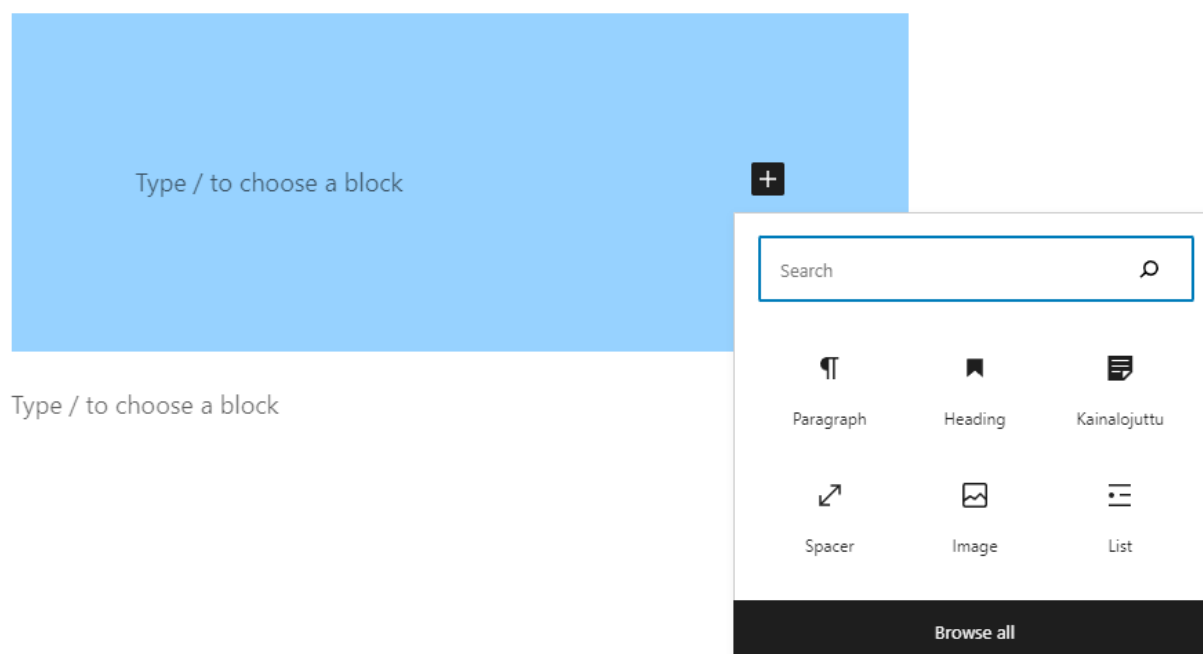 Type / to choose a block
Search
Type / to choose a block
Paragraph Heading Kainalojuttu
Spacer Image List
Browse all